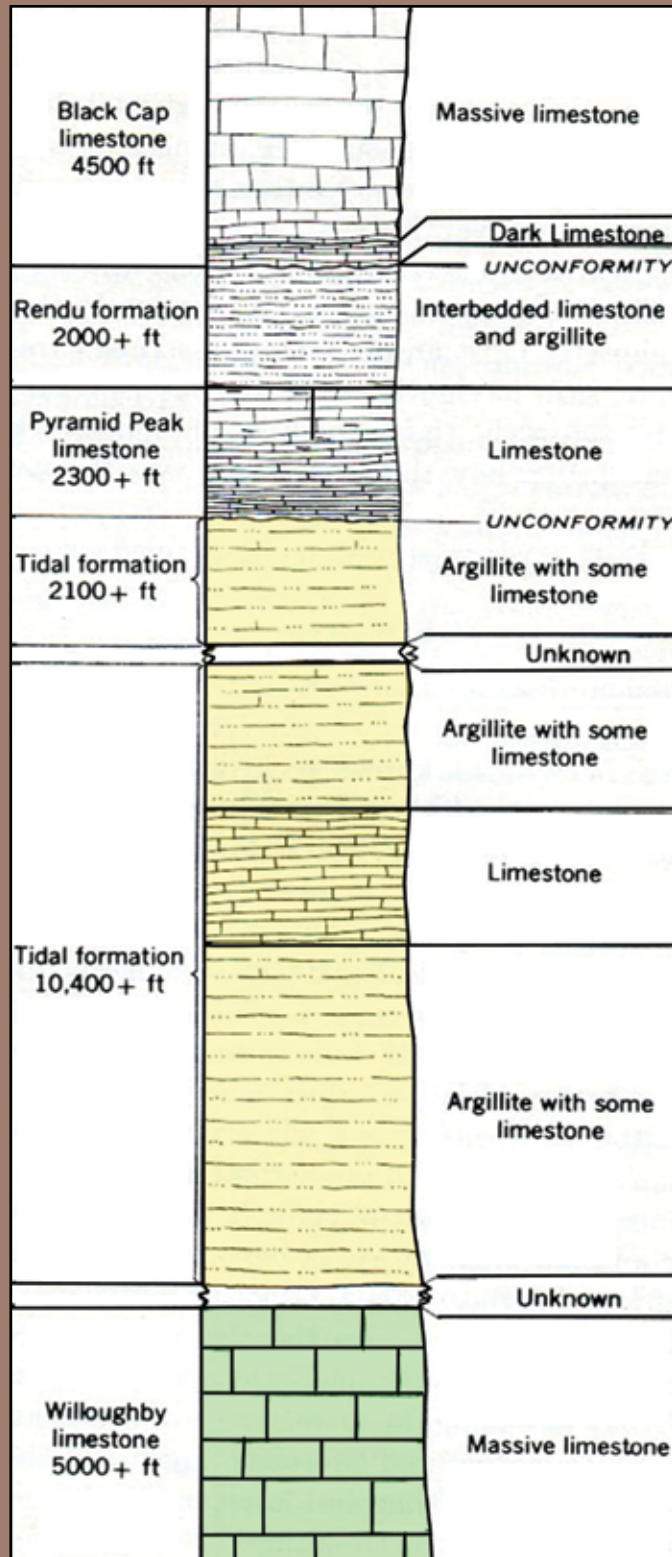 Black Cap
limestone
4500 ft
Massive limestone
Dark Limestone
UNCONFORMITY
Rendu formation
2000+ ft
Interbedded limestone
and argillite
Pyramid Peak
limestone
2300+ ft
Limestone
UNCONFORMITY
Tidal formation
2100+ ft
Argillite with some
limestone
Unknown
Argillite with some
limestone
Limestone
Tidal formation
10,400+ ft
Argillite with some
limestone
Unknown
Willoughby
limestone
5000+ ft
Massive limestone